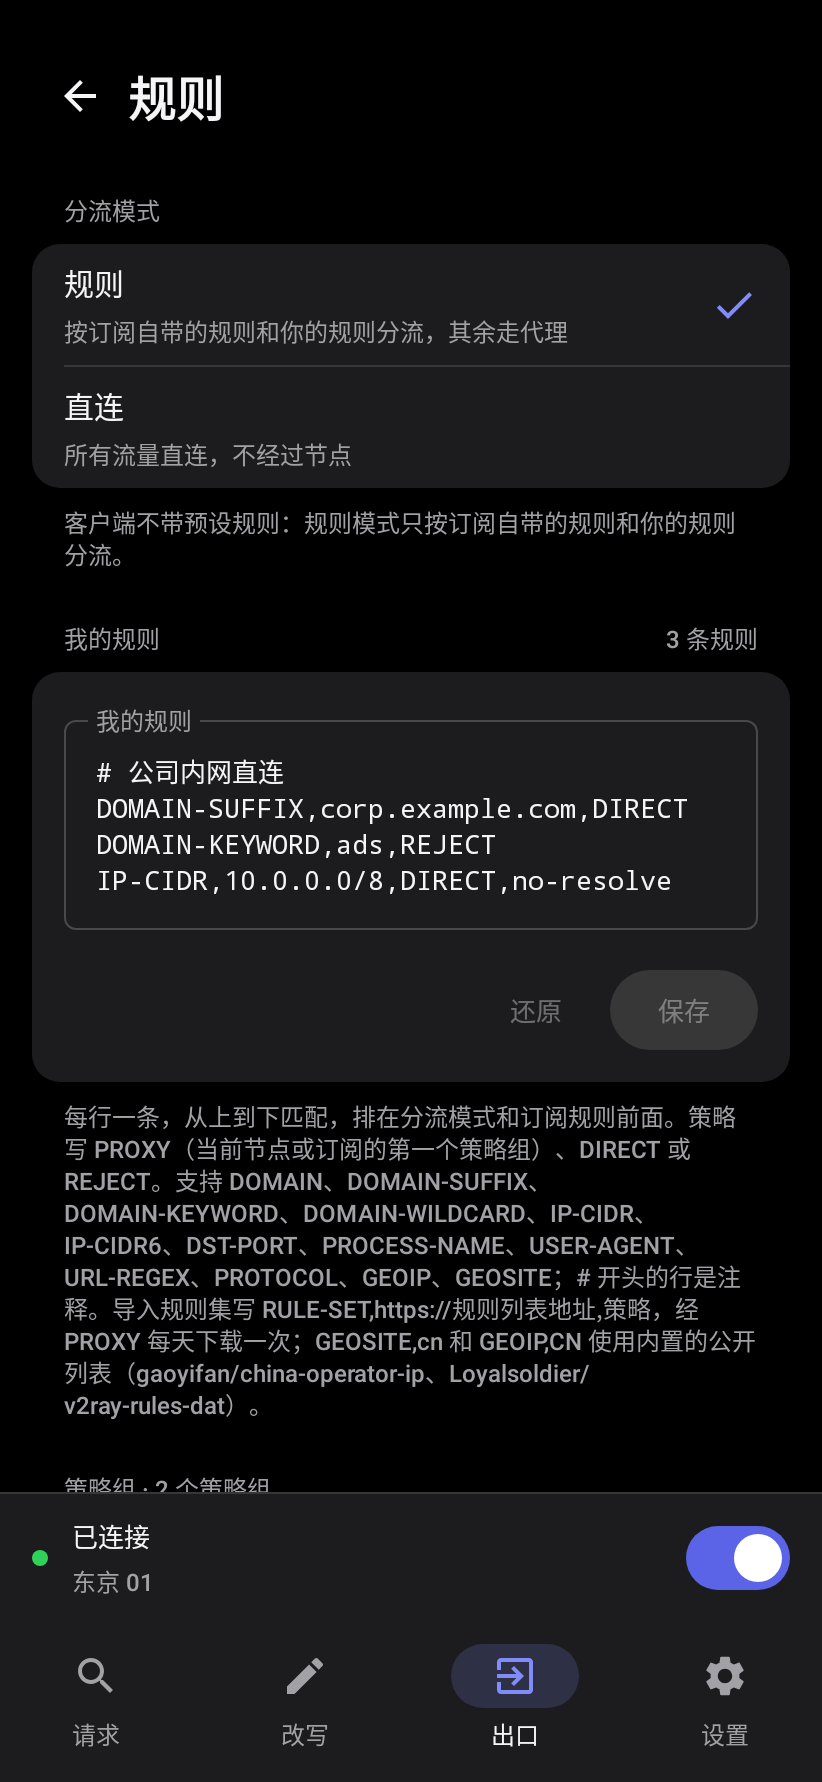 规则
分流模式
规则
按订阅自带的规则和你的规则分流，其余走代理
直连
所有流量直连，不经过节点
客户端不带预设规则：规则模式只按订阅自带的规则和你的规则
分流。
我的规则
3 条规则
我的规则
# 公司内网直连
DOMAIN-SUFFIX,corp.example.com,DIRECT
DOMAIN-KEYWORD,ads,REJECT
IP-CIDR,10.0.0.0/8,DIRECT,no-resolve
还原
保存
每行一条，从上到下匹配，排在分流模式和订阅规则前面。策略
写 PROXY（当前节点或订阅的第一个策略组）、DIRECT 或
REJECT。支持 DOMAIN、DOMAIN-SUFFIX、
DOMAIN-KEYWORD、DOMAIN-WILDCARD、IP-CIDR、
IP-CIDR6、DST-PORT、PROCESS-NAME、USER-AGENT、
URL-REGEX、PROTOCOL、GEOIP、GEOSITE；# 开头的行是注
释。导入规则集写 RULE-SET,https://规则列表地址,策略，经
PROXY 每天下载一次；GEOSITE,cn 和 GEOIP,CN 使用内置的公开
列表（gaoyifan/china-operator-ip、Loyalsoldier/
v2ray-rules-dat）。
策略组 · 2 个策略组
已连接
东京 01
请求
改写
出口
设置